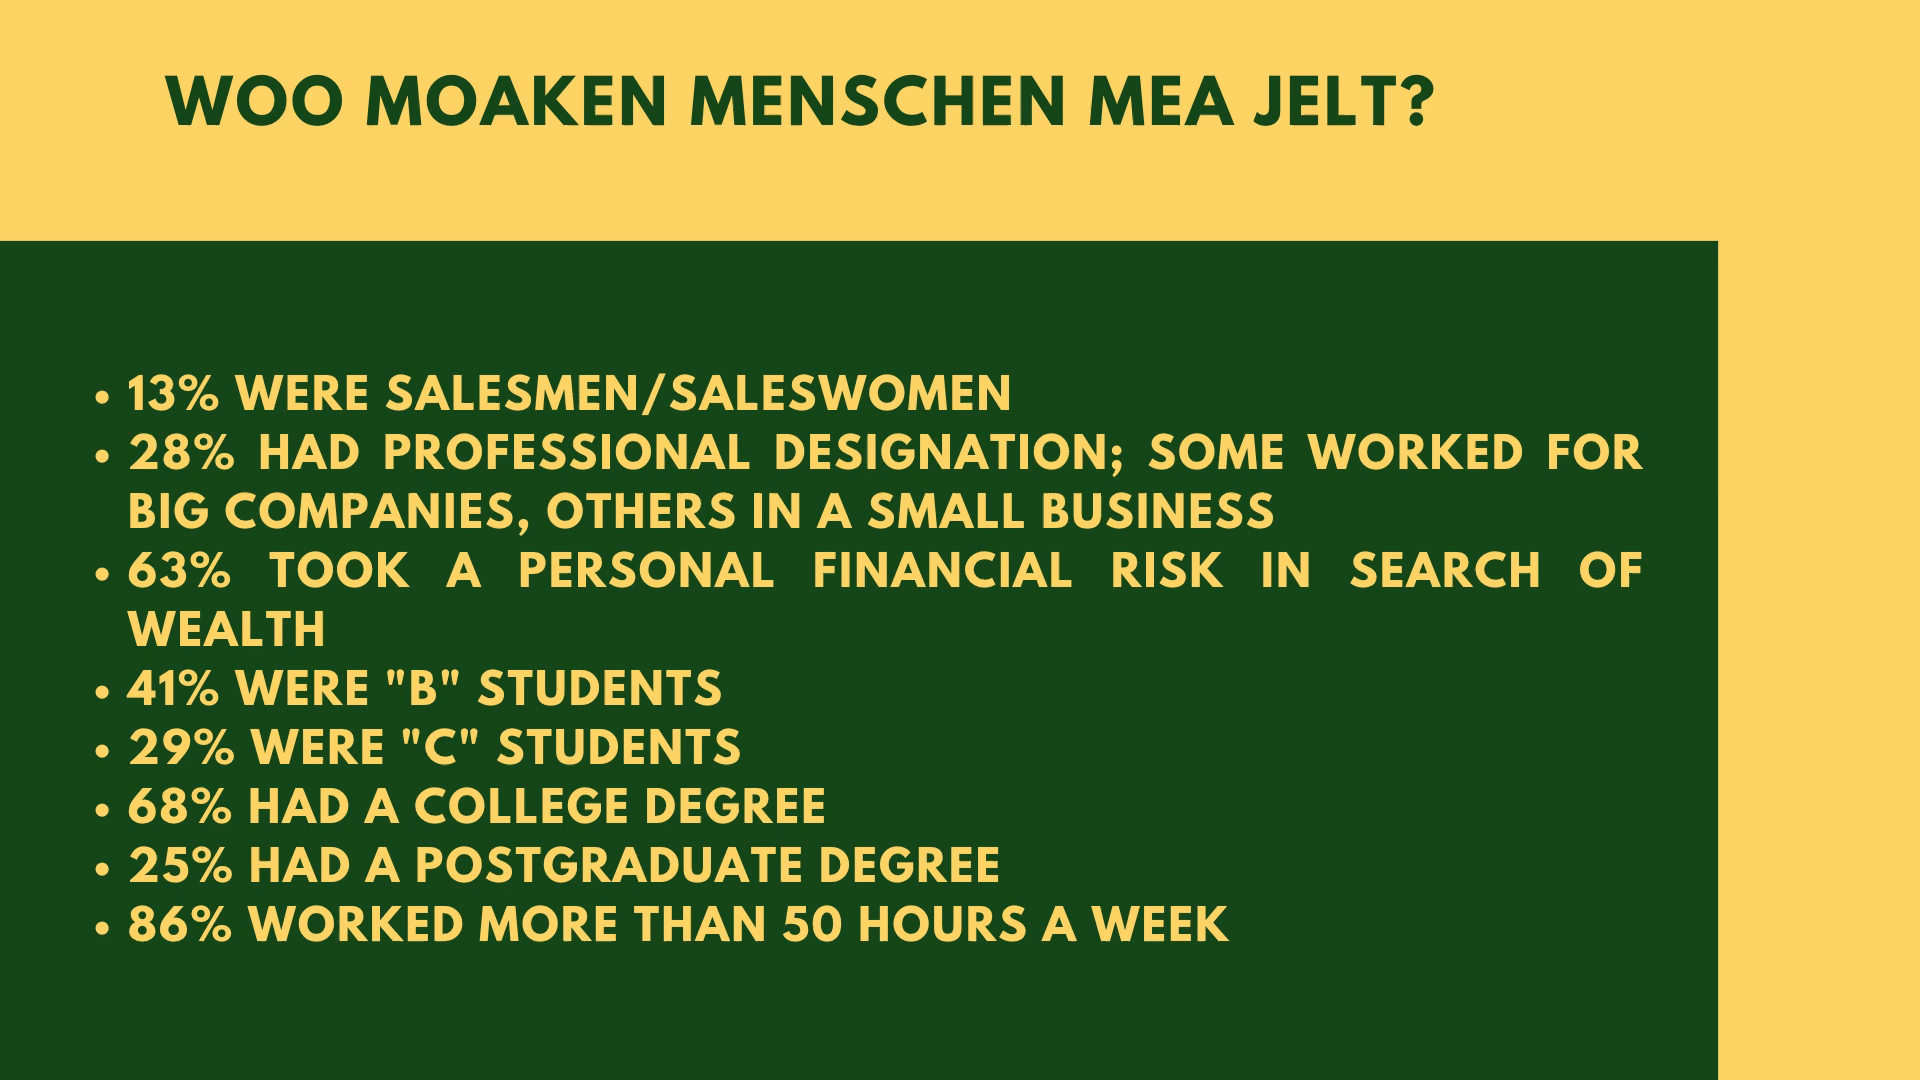 WOO MOAKEN MENSCHEN MEA JELT?
• 13% WERE SALESMEN/SALESWOMEN
• 28% HAD PROFESSIONAL DESIGNATION; SOME WORKED FOR
BIG COMPANIES, OTHERS IN A SMALL BUSINESS
• 63% TOOK A PERSONAL FINANCIAL RISK IN SEARCH OF
WEALTH
• 41% WERE "B" STUDENTS
• 29% WERE "C" STUDENTS
• 68% HAD A COLLEGE DEGREE
• 25% HAD A POSTGRADUATE DEGREE
• 86% WORKED MORE THAN 50 HOURS A WEEK